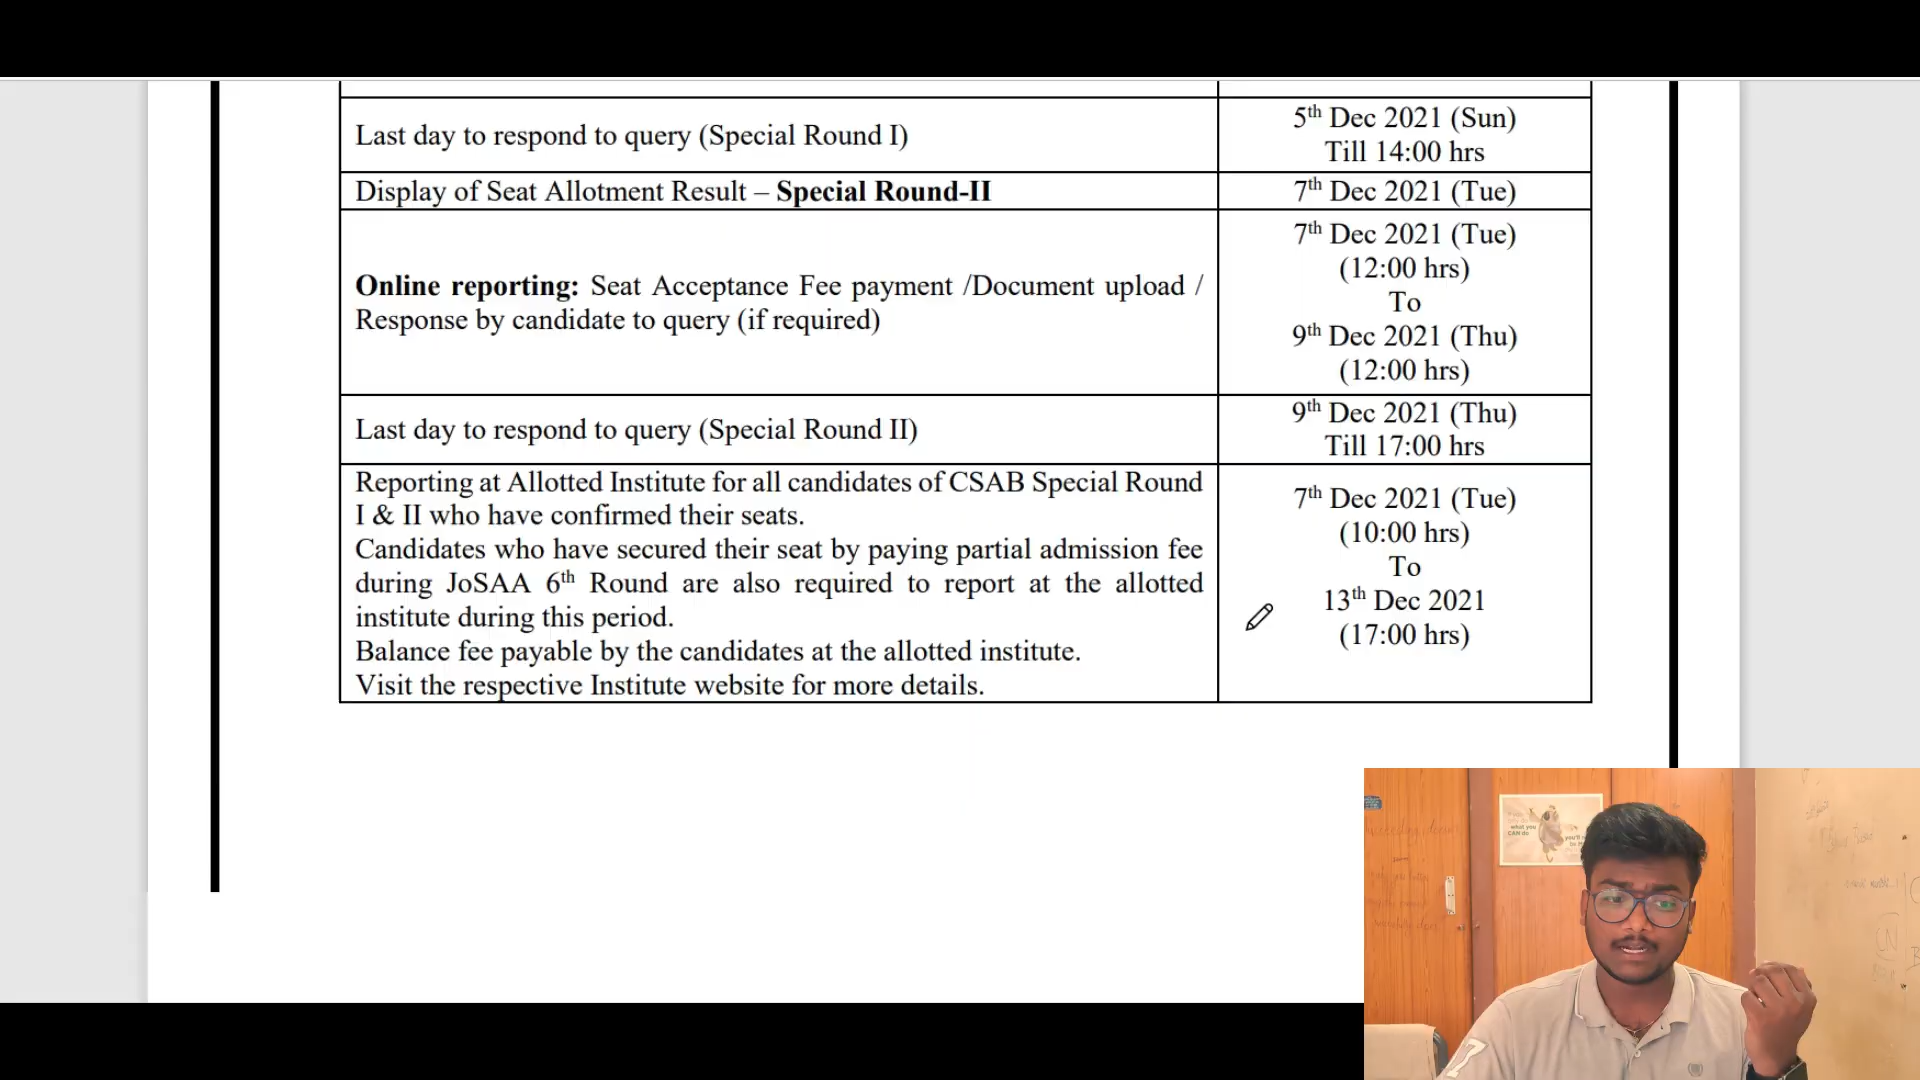 Last day to respond to query (Special Round I)
5th Dec 2021 (Sun)
Till 14:00 hrs
Display of Seat Allotment Result – Special Round-II
7th Dec 2021 (Tue)
Online reporting: Seat Acceptance Fee payment /Document upload /
Response by candidate to query (if required)
7th Dec 2021 (Tue)
(12:00 hrs)
To
9th Dec 2021 (Thu)
(12:00 hrs)
Last day to respond to query (Special Round II)
9th Dec 2021 (Thu)
Till 17:00 hrs
Reporting at Allotted Institute for all candidates of CSAB Special Round
I & II who have confirmed their seats.
Candidates who have secured their seat by paying partial admission fee
during JoSAA 6th Round are also required to report at the allotted
institute during this period.
Balance fee payable by the candidates at the allotted institute.
Visit the respective Institute website for more details.
7th Dec 2021 (Tue)
(10:00 hrs)
To
13th Dec 2021
(17:00 hrs)
what you
CAN do
7